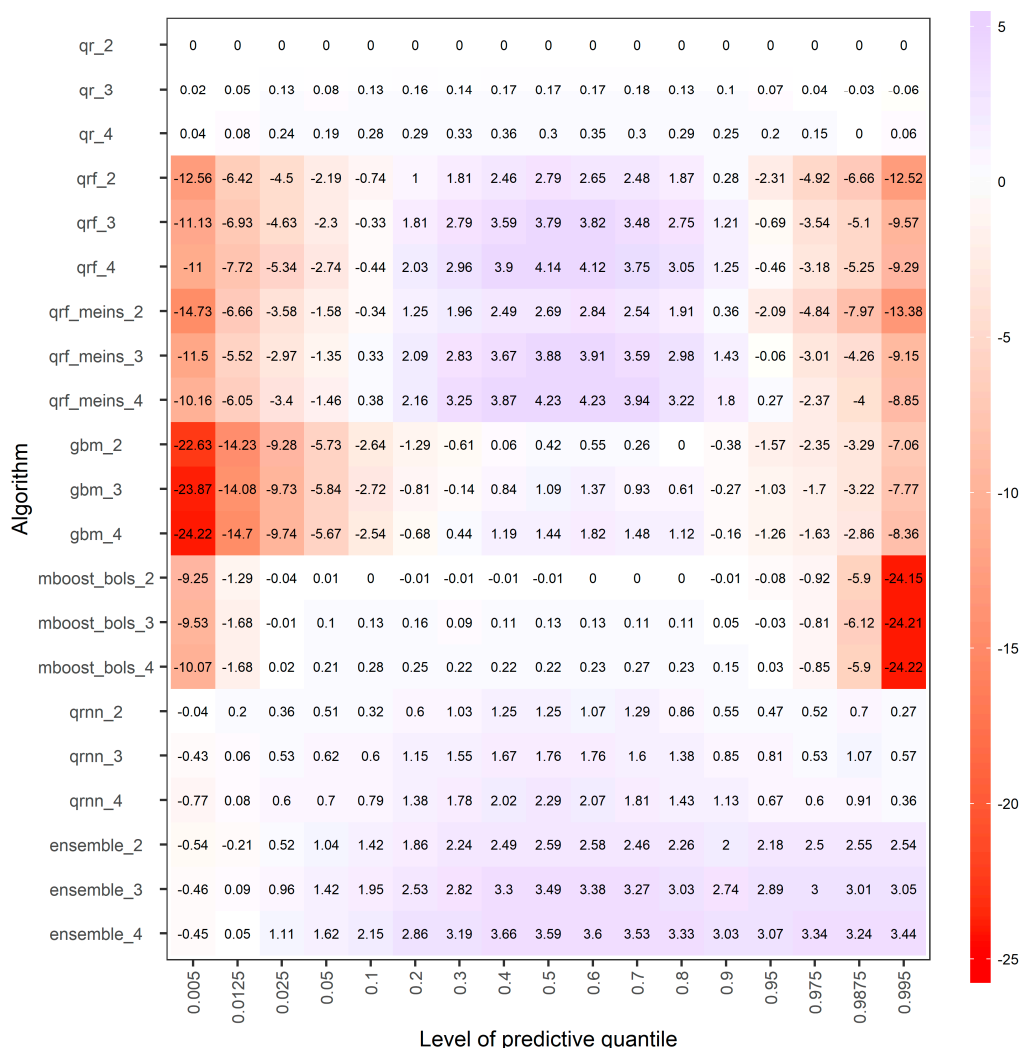 qr_2 0 0 0 0 0 0 0 0 0 0 0 0 0 0 0 0 0
qr_3 0.02 0.05 0.13 0.08 0.13 0.16 0.14 0.17 0.17 0.17 0.18 0.13 0.1 0.07 0.04 -0.03 -0.06
qr_4 0.04 0.08 0.24 0.19 0.28 0.29 0.33 0.36 0.3 0.35 0.3 0.29 0.25 0.2 0.15 0 0.06
qrf_2 -12.56 -6.42 -4.5 -2.19 -0.74 1 1.81 2.46 2.79 2.65 2.48 1.87 0.28 -2.31 -4.92 -6.66 -12.52
qrf_3 -11.13 -6.93 -4.63 -2.3 -0.33 1.81 2.79 3.59 3.79 3.82 3.48 2.75 1.21 -0.69 -3.54 -5.1 -9.57
qrf_4 -11 -7.72 -5.34 -2.74 -0.44 2.03 2.96 3.9 4.14 4.12 3.75 3.05 1.25 -0.46 -3.18 -5.25 -9.29
qrf_meins_2 -14.73 -6.66 -3.58 -1.58 -0.34 1.25 1.96 2.49 2.69 2.84 2.54 1.91 0.36 -2.09 -4.84 -7.97 -13.38
qrf_meins_3 -11.5 -5.52 -2.97 -1.35 0.33 2.09 2.83 3.67 3.88 3.91 3.59 2.98 1.43 -0.06 -3.01 -4.26 -9.15
qrf_meins_4 -10.16 -6.05 -3.4 -1.46 0.38 2.16 3.25 3.87 4.23 4.23 3.94 3.22 1.8 0.27 -2.37 -4 -8.85
gbm_2 -22.63 -14.23 -9.28 -5.73 -2.64 -1.29 -0.61 0.06 0.42 0.55 0.26 0 -0.38 -1.57 -2.35 -3.29 -7.06
gbm_3 -23.87 -14.08 -9.73 -5.84 -2.72 -0.81 -0.14 0.84 1.09 1.37 0.93 0.61 -0.27 -1.03 -1.7 -3.22 -7.77
gbm_4 -24.22 -14.7 -9.74 -5.67 -2.54 -0.68 0.44 1.19 1.44 1.82 1.48 1.12 -0.16 -1.26 -1.63 -2.86 -8.36
mboost_bols_2 -9.25 -1.29 -0.04 0.01 0 -0.01 -0.01 -0.01 -0.01 0 0 0 -0.01 -0.08 -0.92 -5.9 -24.15
mboost_bols_3 -9.53 -1.68 -0.01 0.1 0.13 0.16 0.09 0.11 0.13 0.13 0.11 0.11 0.05 -0.03 -0.81 -6.12 -24.21
mboost_bols_4 -10.07 -1.68 0.02 0.21 0.28 0.25 0.22 0.22 0.22 0.23 0.27 0.23 0.15 0.03 -0.85 -5.9 -24.22
qrnn_2 -0.04 0.2 0.36 0.51 0.32 0.6 1.03 1.25 1.25 1.07 1.29 0.86 0.55 0.47 0.52 0.7 0.27
qrnn_3 -0.43 0.06 0.53 0.62 0.6 1.15 1.55 1.67 1.76 1.76 1.6 1.38 0.85 0.81 0.53 1.07 0.57
qrnn_4 -0.77 0.08 0.6 0.7 0.79 1.38 1.78 2.02 2.29 2.07 1.81 1.43 1.13 0.67 0.6 0.91 0.36
ensemble_2 -0.54 -0.21 0.52 1.04 1.42 1.86 2.24 2.49 2.59 2.58 2.46 2.26 2 2.18 2.5 2.55 2.54
ensemble_3 -0.46 0.09 0.96 1.42 1.95 2.53 2.82 3.3 3.49 3.38 3.27 3.03 2.74 2.89 3 3.01 3.05
ensemble_4 -0.45 0.05 1.11 1.62 2.15 2.86 3.19 3.66 3.59 3.6 3.53 3.33 3.03 3.07 3.34 3.24 3.44
0.005 0.0125 0.025 0.05 0.1 0.2 0.3 0.4 0.5 0.6 0.7 0.8 0.9 0.95 0.975 0.9875 0.995
Level of predictive quantile
Algorithm
5
0
-5
-10
-15
-20
-25